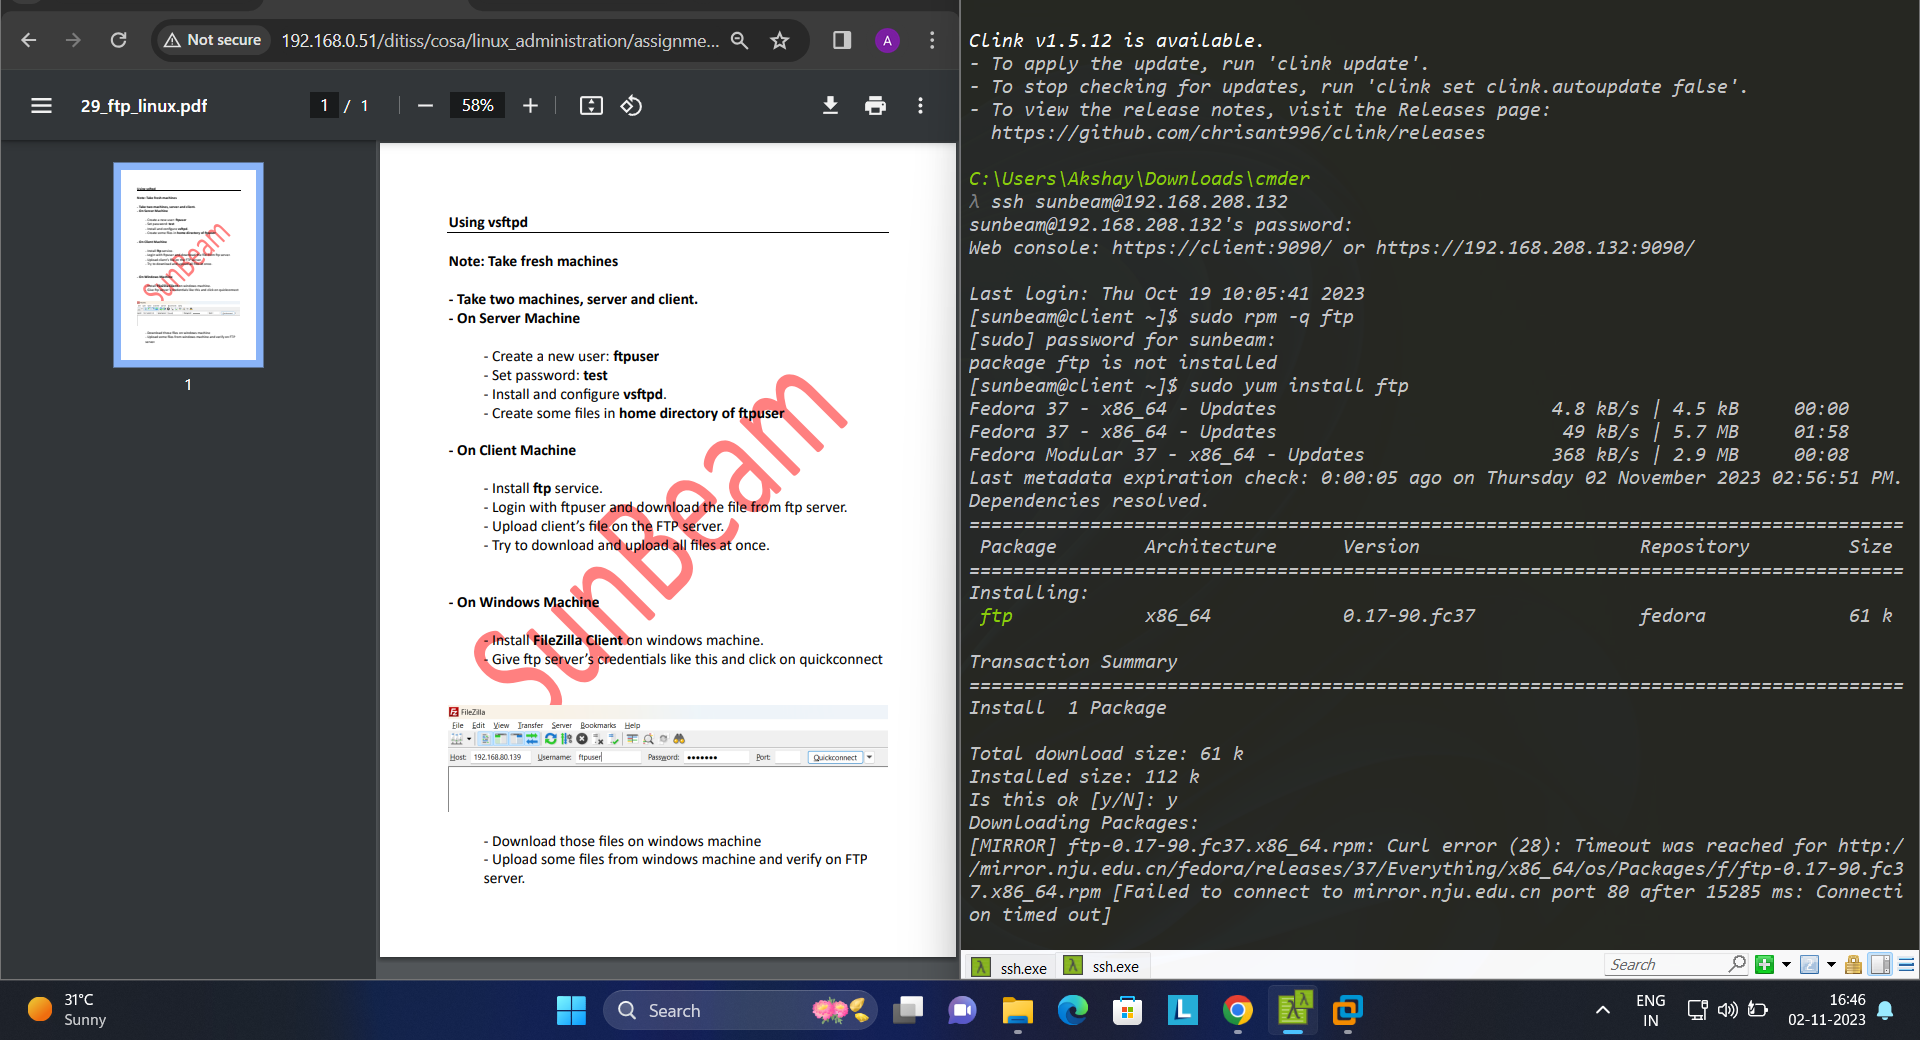 Not secure
192.168.0.51/ditiss/cosa/linux_administration/assignme...
A
29_ftp_linux.pdf
1 / 1
58%
1
Using vsftpd
Note: Take fresh machines
- Take two machines, server and client.
- On Server Machine
- Create a new user: ftpuser
- Set password: test
- Install and configure vsftpd.
- Create some files in home directory of ftpuser
- On Client Machine
- Install ftp service.
- Login with ftpuser and download the file from ftp server.
- Upload client's file on the FTP server.
- Try to download and upload all files at once.
- On Windows Machine
- Install FileZilla Client on windows machine.
- Give ftp server's credentials like this and click on quickconnect
SunBeam
FileZilla
File Edit View Transfer Server Bookmarks Help
Host: 192.168.80.139 Username: ftpuser Password: ••••••• Port: Quickconnect
- Download those files on windows machine
- Upload some files from windows machine and verify on FTP
server.
Clink v1.5.12 is available.
- To apply the update, run 'clink update'.
- To stop checking for updates, run 'clink set clink.autoupdate false'.
- To view the release notes, visit the Releases page:
https://github.com/chrisant996/clink/releases
C:\Users\Akshay\Downloads\cmder
λ ssh sunbeam@192.168.208.132
sunbeam@192.168.208.132's password:
Web console: https://client:9090/ or https://192.168.208.132:9090/
Last login: Thu Oct 19 10:05:41 2023
[sunbeam@client ~]$ sudo rpm -q ftp
[sudo] password for sunbeam:
package ftp is not installed
[sunbeam@client ~]$ sudo yum install ftp
Fedora 37 - x86_64 - Updates 4.8 kB/s | 4.5 kB 00:00
Fedora 37 - x86_64 - Updates 49 kB/s | 5.7 MB 01:58
Fedora Modular 37 - x86_64 - Updates 368 kB/s | 2.9 MB 00:08
Last metadata expiration check: 0:00:05 ago on Thursday 02 November 2023 02:56:51 PM.
Dependencies resolved.
=====================================================================================
Package Architecture Version Repository Size
=====================================================================================
Installing:
ftp x86_64 0.17-90.fc37 fedora 61 k
Transaction Summary
=====================================================================================
Install 1 Package
Total download size: 61 k
Installed size: 112 k
Is this ok [y/N]: y
Downloading Packages:
[MIRROR] ftp-0.17-90.fc37.x86_64.rpm: Curl error (28): Timeout was reached for http:/
/mirror.nju.edu.cn/fedora/releases/37/Everything/x86_64/os/Packages/f/ftp-0.17-90.fc3
7.x86_64.rpm [Failed to connect to mirror.nju.edu.cn port 80 after 15285 ms: Connecti
on timed out]
ssh.exe
ssh.exe
Search
31°C
Sunny
Search
ENG
IN
16:46
02-11-2023